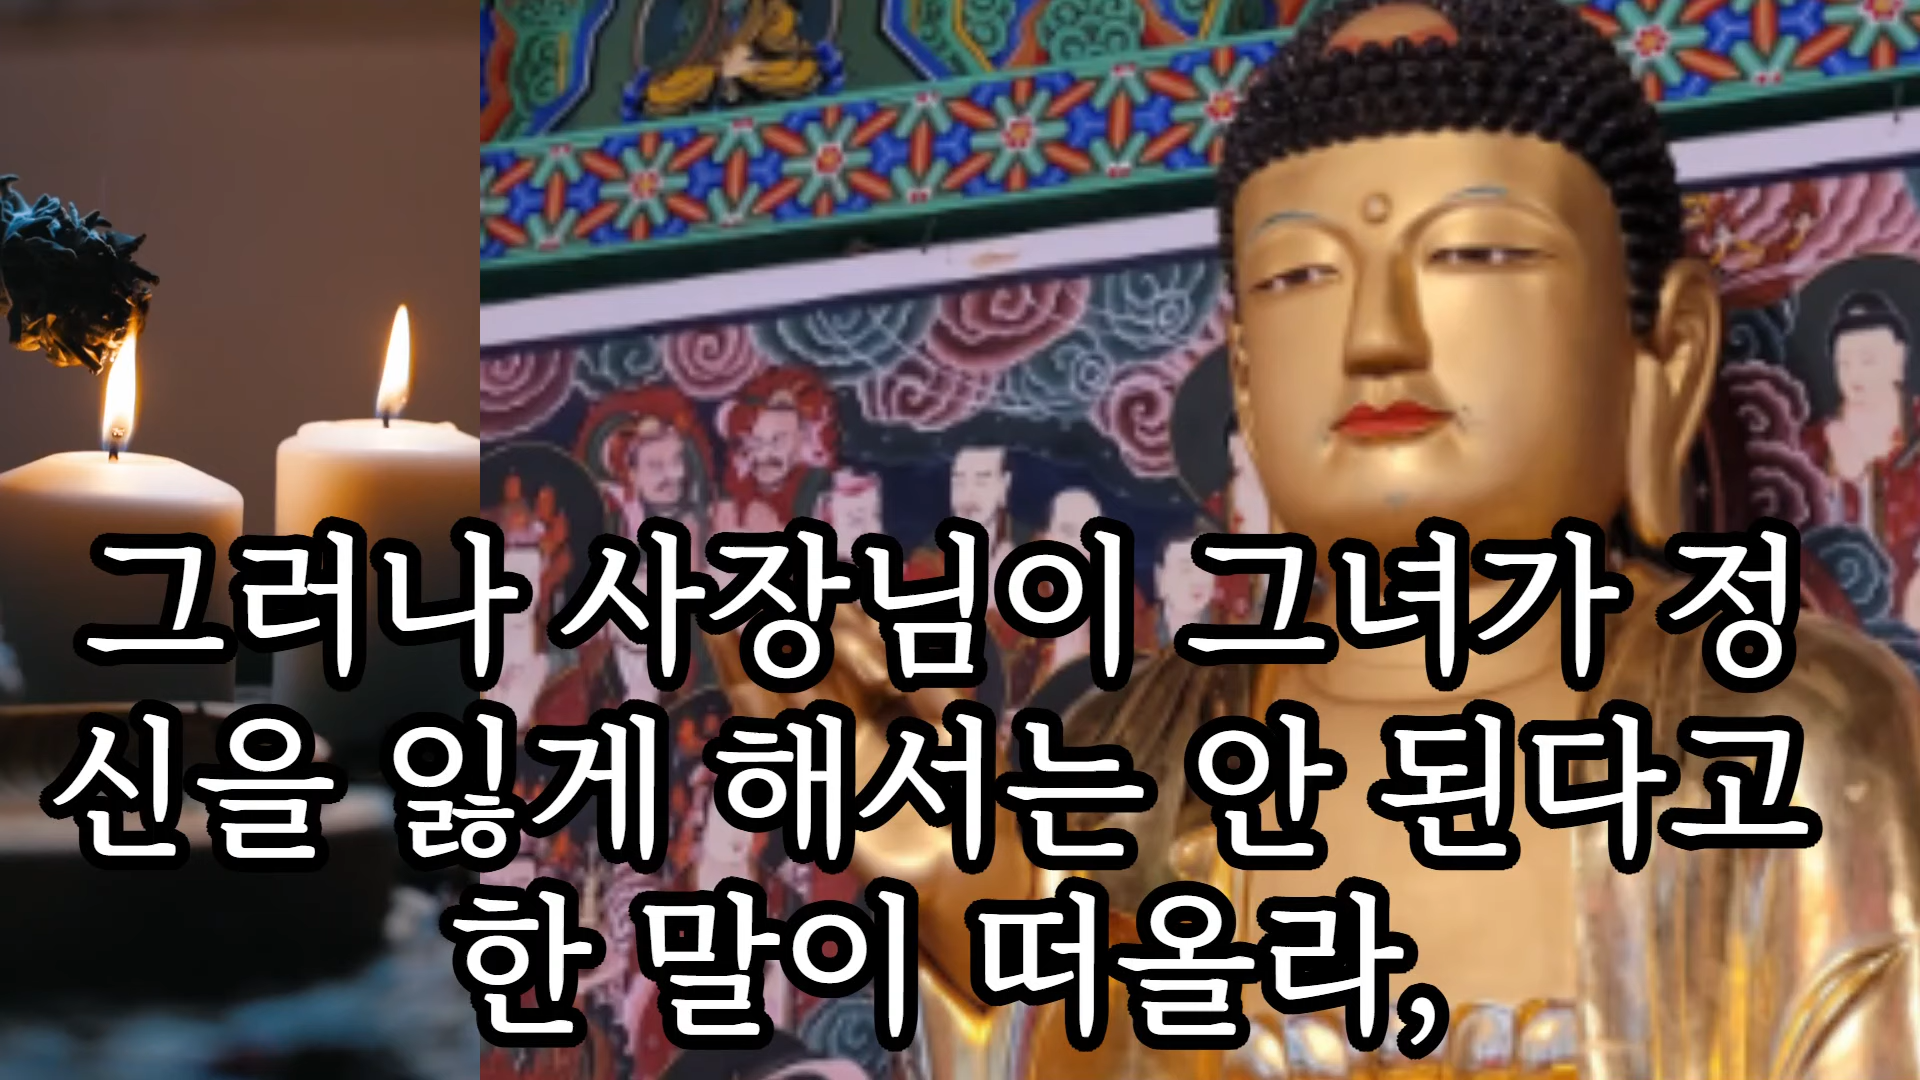 그러나 사장님이 그녀가 정
신을 잃게 해서는 안 된다고
한 말이 떠올라,